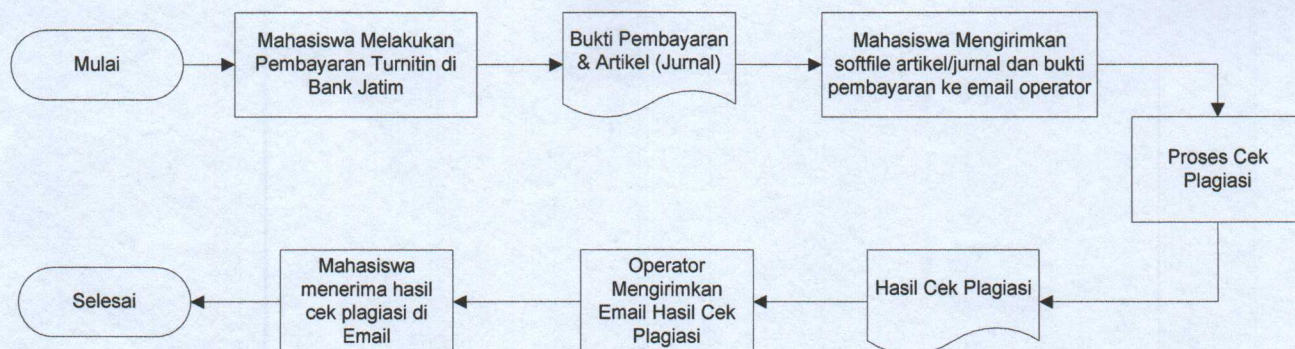 Mulai
Mahasiswa Melakukan
Pembayaran Turnitin di
Bank Jatim
Bukti Pembayaran
& Artikel (Jurnal)
Mahasiswa Mengirimkan
softfile artikel/jurnal dan bukti
pembayaran ke email operator
Proses Cek
Plagiasi
Hasil Cek Plagiasi
Operator
Mengirimkan
Email Hasil Cek
Plagiasi
Mahasiswa
menerima hasil
cek plagiasi di
Email
Selesai